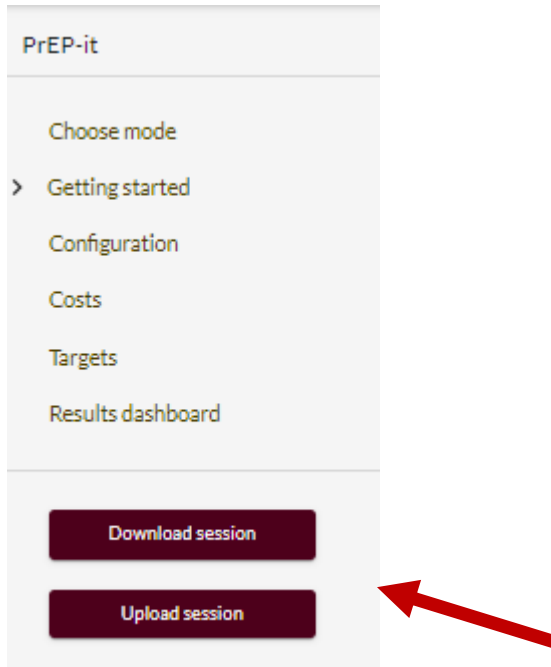 PrEP-it
Choose mode
Getting started
Configuration
Costs
Targets
Results dashboard
Download session
Upload session